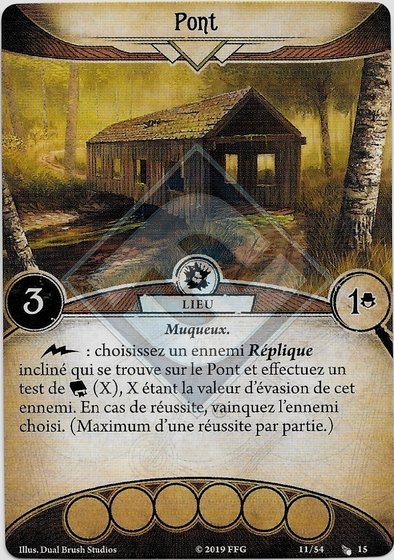 Pont
3
LIEU
1
Muqueux.
: choisissez un ennemi Réplique
incliné qui se trouve sur le Pont et effectuez un
test de (X), X étant la valeur d'évasion de cet
ennemi. En cas de réussite, vainquez l'ennemi
choisi. (Maximum d'une réussite par partie.)
Illus. Dual Brush Studios © 2019 FFG 11/54 15